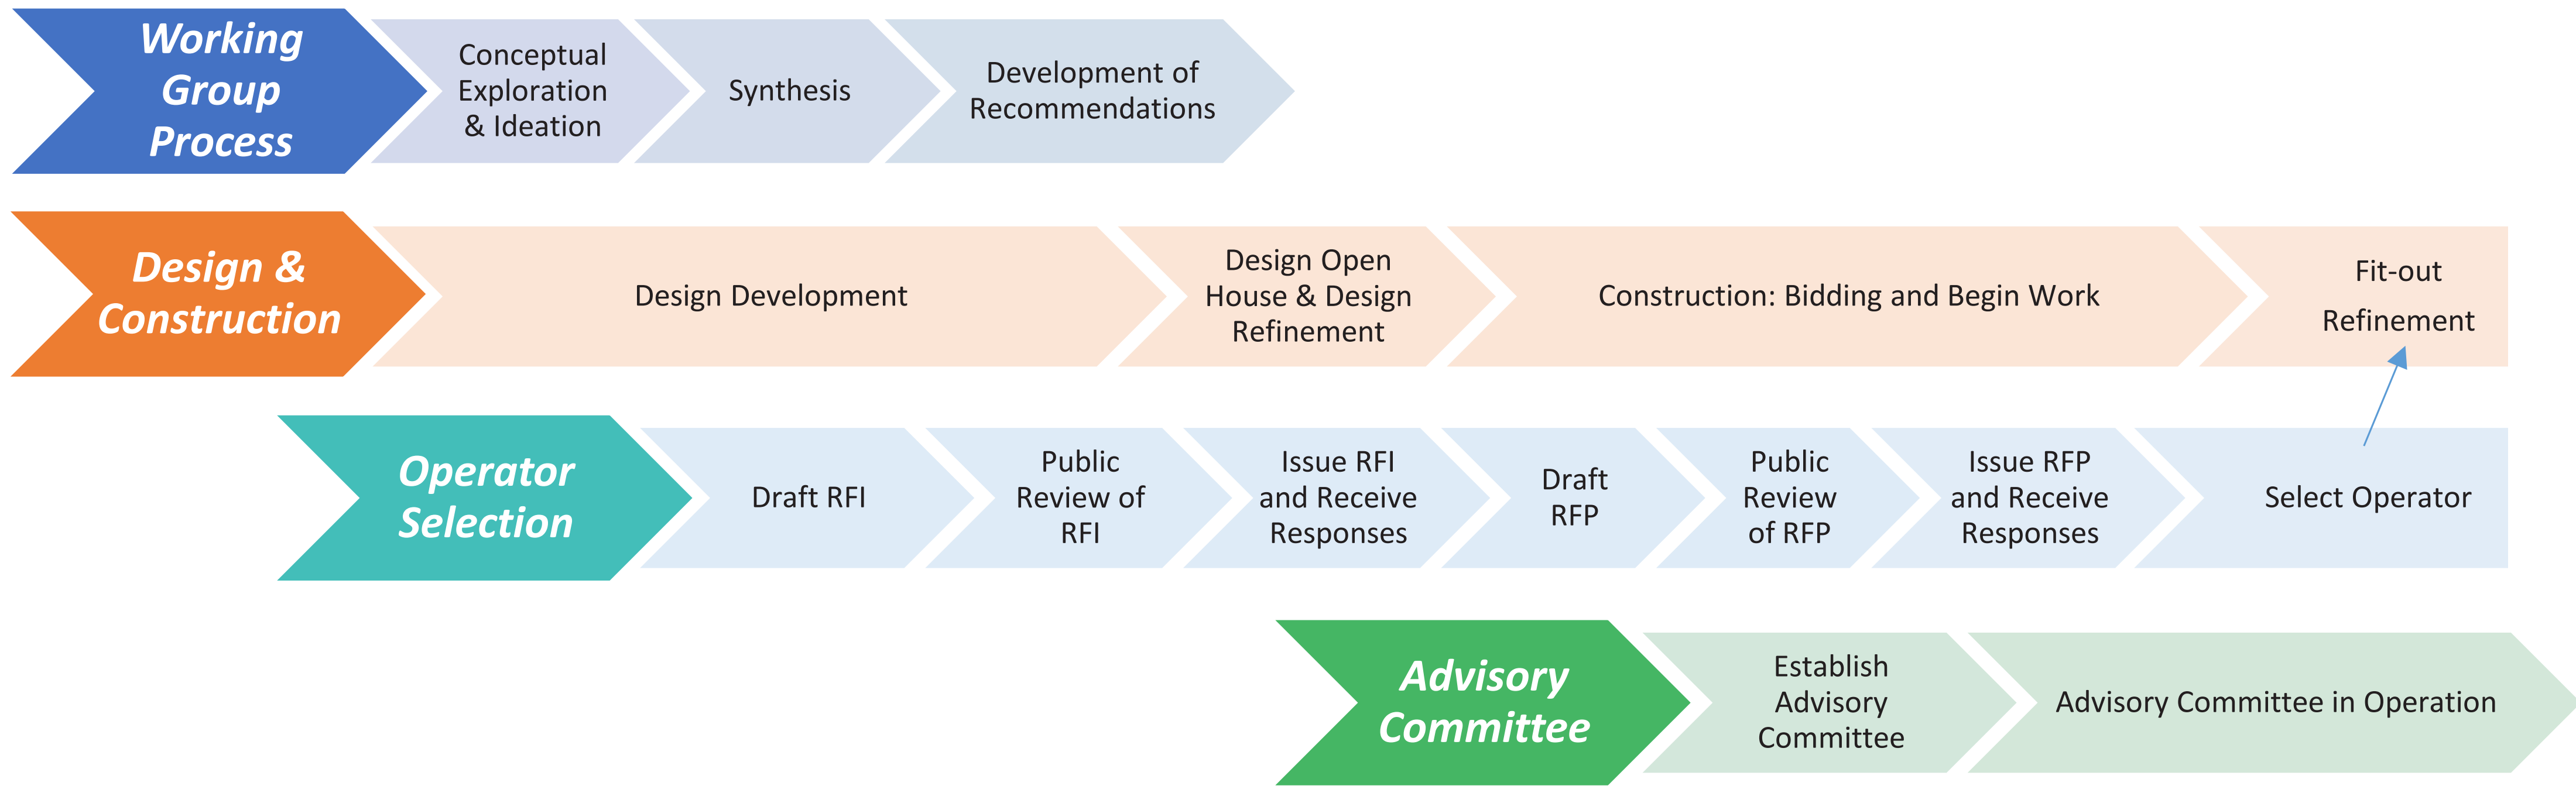 Working
Group
Process
Conceptual
Exploration
& Ideation
Synthesis
Development of
Recommendations
Design &
Construction
Design Development
Design Open
House & Design
Refinement
Construction: Bidding and Begin Work
Fit-out
Refinement
Operator
Selection
Draft RFI
Public
Review of
RFI
Issue RFI
and Receive
Responses
Draft
RFP
Public
Review
of RFP
Issue RFP
and Receive
Responses
Select Operator
Advisory
Committee
Establish
Advisory
Committee
Advisory Committee in Operation